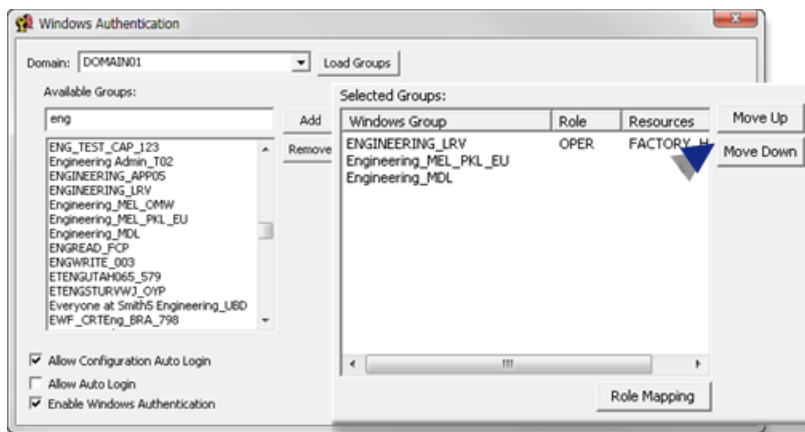 Windows Authentication
Domain: DOMAIN01 Load Groups
Available Groups:
eng
Add
Remove
ENG_TEST_CAP_123
Engineering Admin_T02
ENGINEERING_APP05
ENGINEERING_LRV
Engineering_MEL_OMW
Engineering_MEL_PKL_EU
Engineering_MDL
ENGREAD_FCP
ENGWRITE_003
ETENGUTAH065_579
ETENGSTURVWJ_OYP
Everyone at Smith5 Engineering_UBD
EWF_CRTEng_BRA_798
Allow Configuration Auto Login
Allow Auto Login
Enable Windows Authentication
Selected Groups:
Windows Group Role Resources
ENGINEERING_LRV OPER FACTORY_H
Engineering_MEL_PKL_EU
Engineering_MDL
Move Up
Move Down
Role Mapping